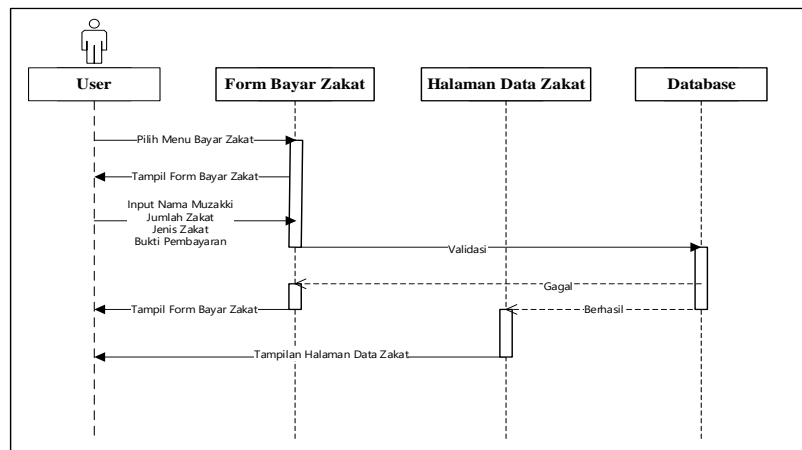 User
Form Bayar Zakat
Halaman Data Zakat
Database
Pilih Menu Bayar Zakat
Tampil Form Bayar Zakat
Input Nama Muzakki
Jumlah Zakat
Jenis Zakat
Bukti Pembayaran
Validasi
Gagal
Tampil Form Bayar Zakat
Berhasil
Tampilan Halaman Data Zakat